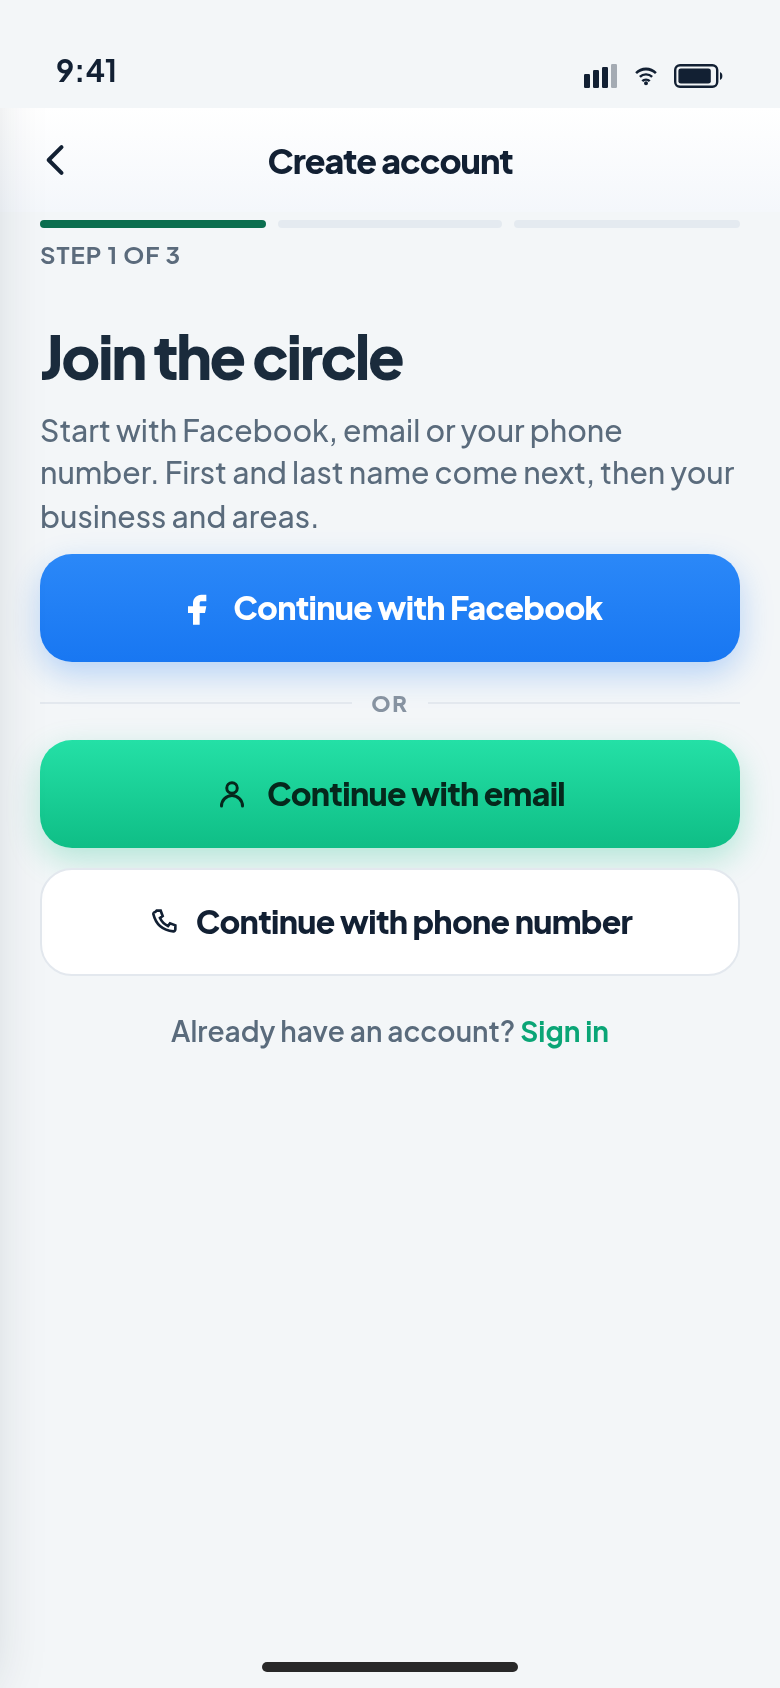 9:41
Create account
STEP 1 OF 3
Join the circle
Start with Facebook, email or your phone
number. First and last name come next, then your
business and areas.
Continue with Facebook
OR
Continue with email
Continue with phone number
Already have an account? Sign in